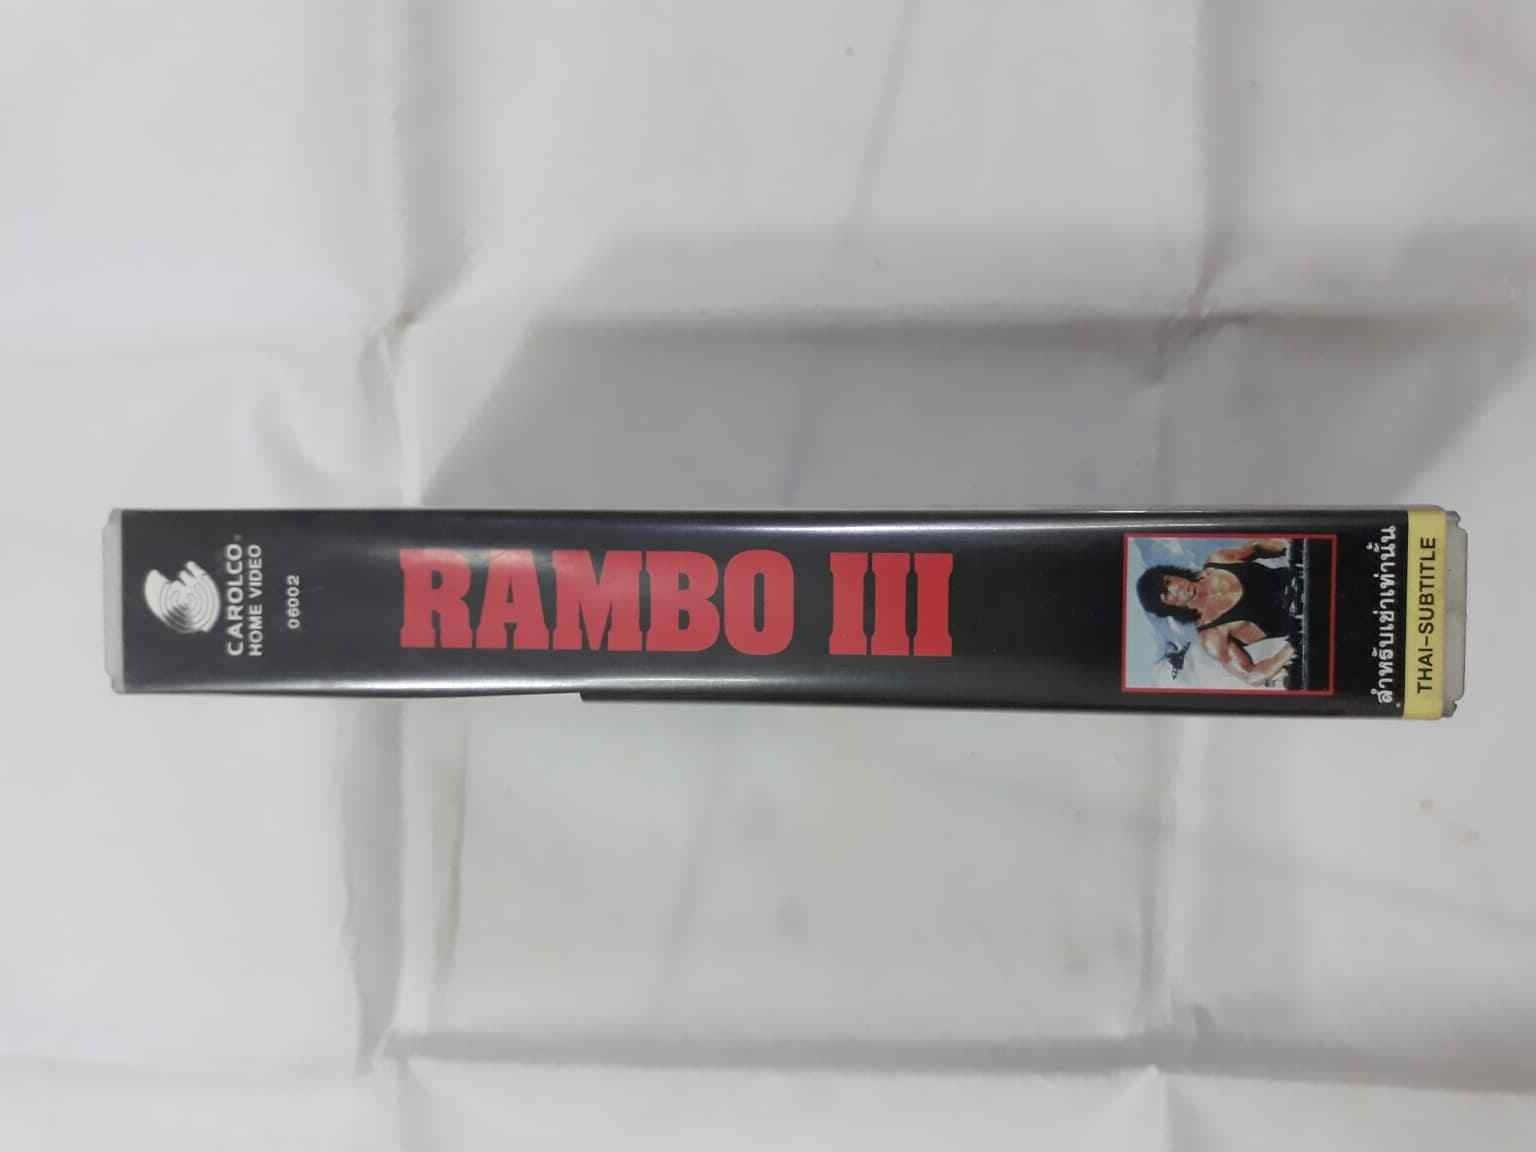 CAROLCO®
HOME VIDEO
06002
RAMBO III
สำหรับเช่าเท่านั้น
THAI-SUBTITLE